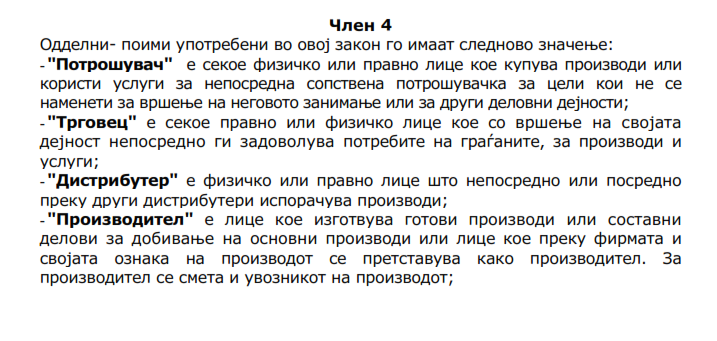 Член 4
Одделни- поими употребени во овој закон го имаат следново значење:
- "Потрошувач" е секое физичко или правно лице кое купува производи или
користи услуги за непосредна сопствена потрошувачка за цели кои не се
наменети за вршење на неговото занимање или за други деловни дејности;
- "Трговец" е секое правно или физичко лице кое со вршење на својата
дејност непосредно ги задоволува потребите на граѓаните, за производи и
услуги;
- "Дистрибутер" е физичко или правно лице што непосредно или посредно
преку други дистрибутери испорачува производи;
- "Производител" е лице кое изготвува готови производи или составни
делови за добивање на основни производи или лице кое преку фирмата и
својата ознака на производот се претставува како производител. За
производител се смета и увозникот на производот;